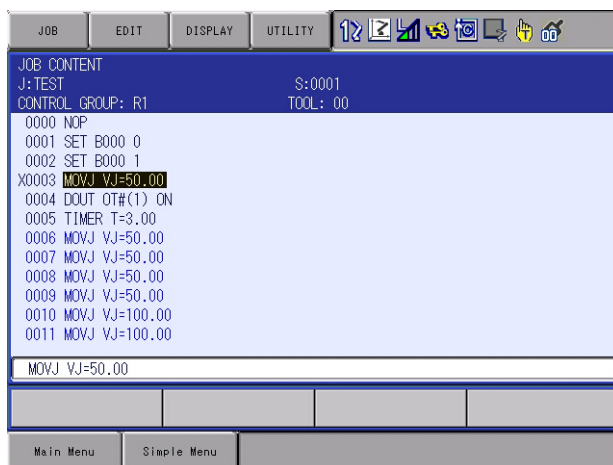 JOB EDIT DISPLAY UTILITY
JOB CONTENT
J:TEST S:0001
CONTROL GROUP: R1 TOOL: 00
0000 NOP
0001 SET B000 0
0002 SET B000 1
X0003 MOVJ VJ=50.00
0004 DOUT OT#(1) ON
0005 TIMER T=3.00
0006 MOVJ VJ=50.00
0007 MOVJ VJ=50.00
0008 MOVJ VJ=50.00
0009 MOVJ VJ=50.00
0010 MOVJ VJ=100.00
0011 MOVJ VJ=100.00
MOVJ VJ=50.00
Main Menu Simple Menu